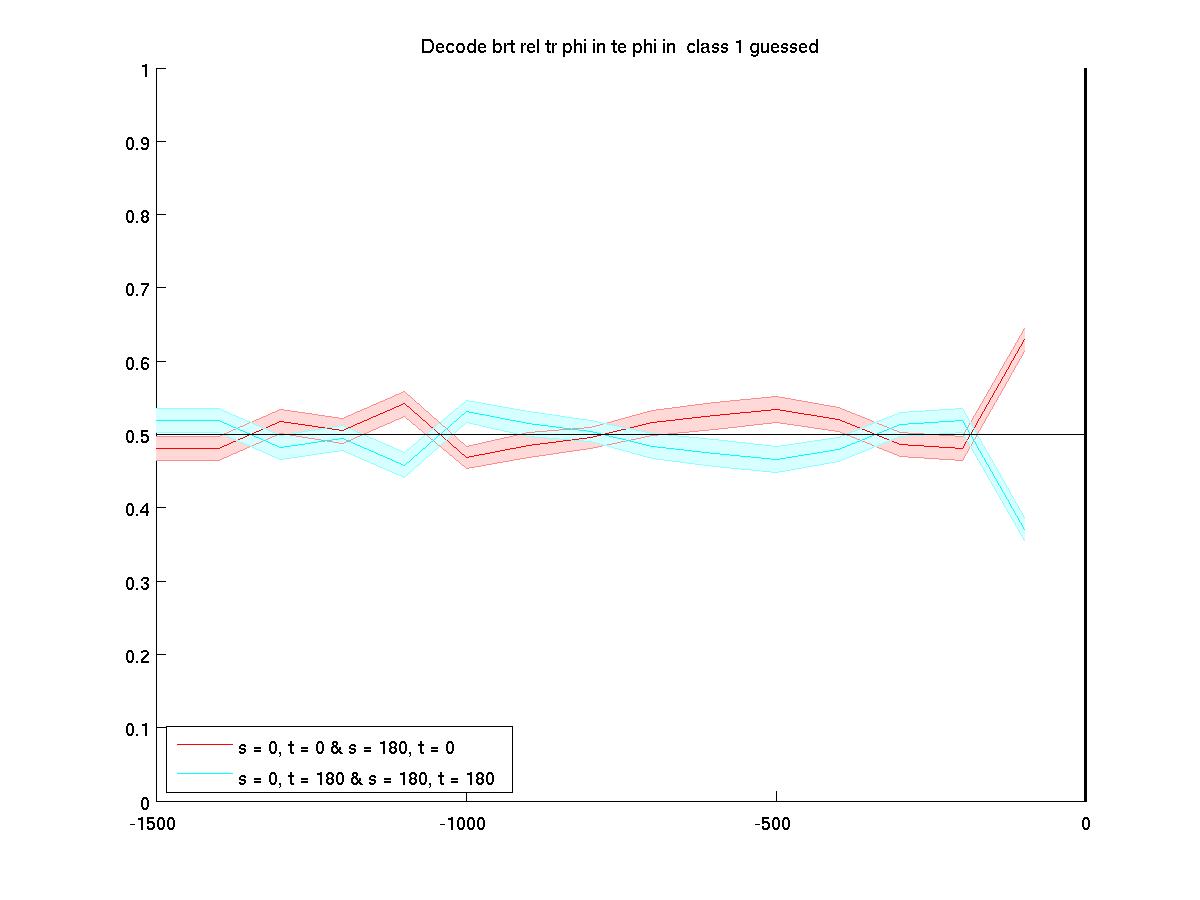 Decode brt rel tr phi in te phi in  class 1 guessed
1
0.9
0.8
0.7
0.6
0.5
0.4
0.3
0.2
0.1
0
s = 0, t = 0 & s = 180, t = 0
s = 0, t = 180 & s = 180, t = 180
-1500 -1000 -500 0